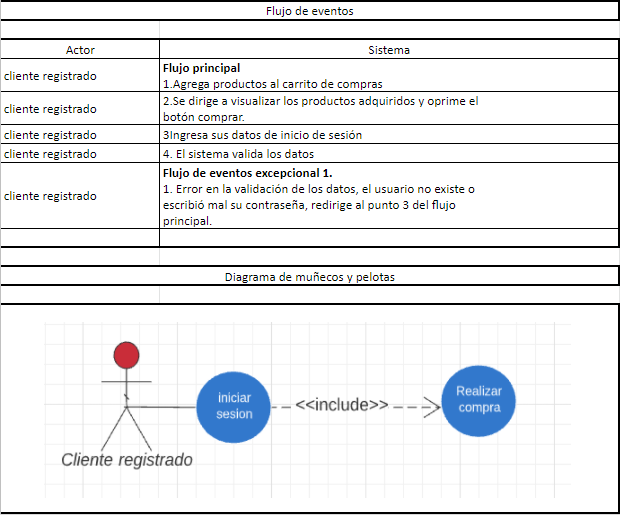 Flujo de eventos
Actor
Sistema
cliente registrado
Flujo principal
1.Agrega productos al carrito de compras
cliente registrado
2.Se dirige a visualizar los productos adquiridos y oprime el
botón comprar.
cliente registrado
3Ingresa sus datos de inicio de sesión
cliente registrado
4. El sistema valida los datos
cliente registrado
Flujo de eventos excepcional 1.
1. Error en la validación de los datos, el usuario no existe o
escribió mal su contraseña, redirige al punto 3 del flujo
principal.
Diagrama de muñecos y pelotas
iniciar
sesion
<<include>>
Realizar
compra
Cliente registrado